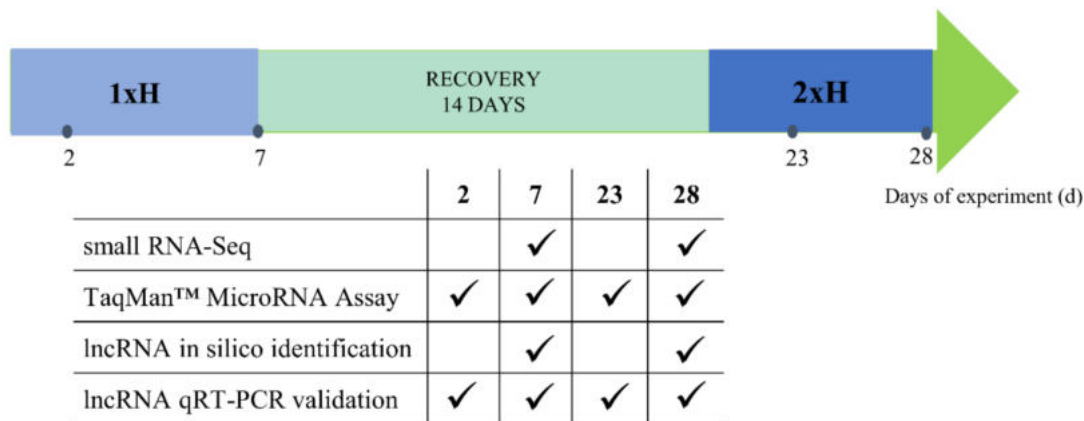 1xH
RECOVERY
14 DAYS
2xH
2 7 23 28
Days of experiment (d)
2 7 23 28
small RNA-Seq ✓ ✓
TaqMan™ MicroRNA Assay ✓ ✓ ✓ ✓
lncRNA in silico identification ✓ ✓
lncRNA qRT-PCR validation ✓ ✓ ✓ ✓